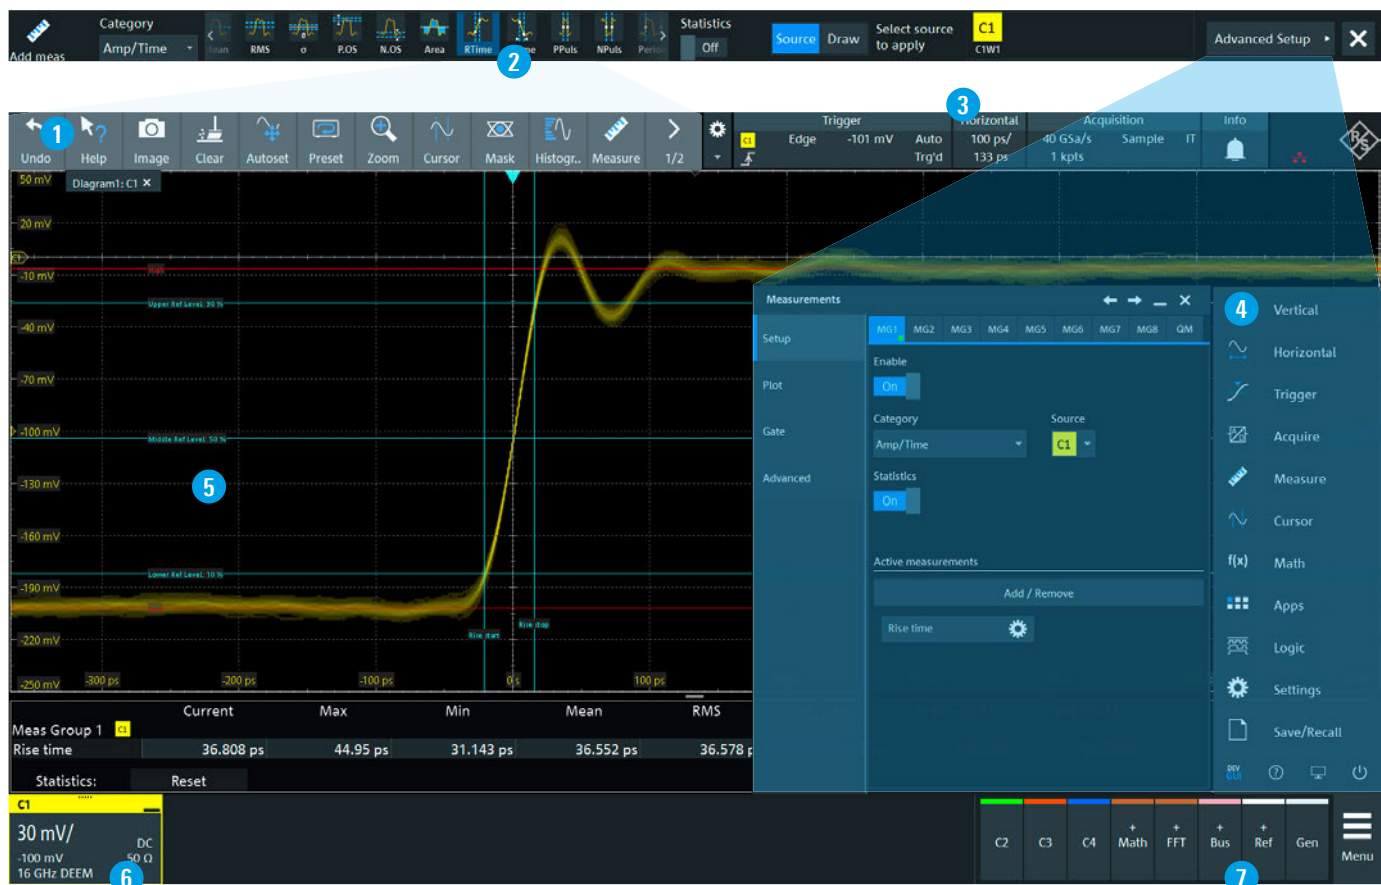 Add meas
Category
Amp/Time
RMS
σ
P.OS
N.OS
Area
RTime
PPuls
NPuls
Statistics
Off
Source
Draw
Select source
to apply
C1
C1W1
Advanced Setup
2
1
3
Undo
Help
Image
Clear
Autoset
Preset
Zoom
Cursor
Mask
Histogr..
Measure
1/2
C1
Trigger
Edge
-101 mV
Auto
Trg'd
Horizontal
100 ps/
133 ps
Acquisition
40 GSa/s
Sample
IT
1 kpts
Info
R&S
50 mV
Diagram1: C1
20 mV
C1
-10 mV
-40 mV
-70 mV
-100 mV
-130 mV
-160 mV
-190 mV
-220 mV
-250 mV
Upper Ref Level: 90 %
Middle Ref Level: 50 %
Lower Ref Level: 10 %
5
Rise start
Rise stop
-300 ps
-200 ps
-100 ps
0 s
100 ps
Measurements
Setup
Plot
Gate
Advanced
MG1 MG2 MG3 MG4 MG5 MG6 MG7 MG8 QM
Enable
On
Category
Source
Amp/Time
C1
Statistics
On
Active measurements
Add / Remove
Rise time
4
Vertical
Horizontal
Trigger
Acquire
Measure
Cursor
f(x)
Math
Apps
Logic
Settings
Save/Recall
DEV
GUI
?
Current Max Min Mean RMS
Meas Group 1 C1
Rise time 36.808 ps 44.95 ps 31.143 ps 36.552 ps 36.578 p
Statistics: Reset
C1
30 mV/
DC
-100 mV
50 Ω
16 GHz DEEM
6
C2
C3
C4
+
Math
+
FFT
+
Bus
+
Ref
Gen
Menu
7